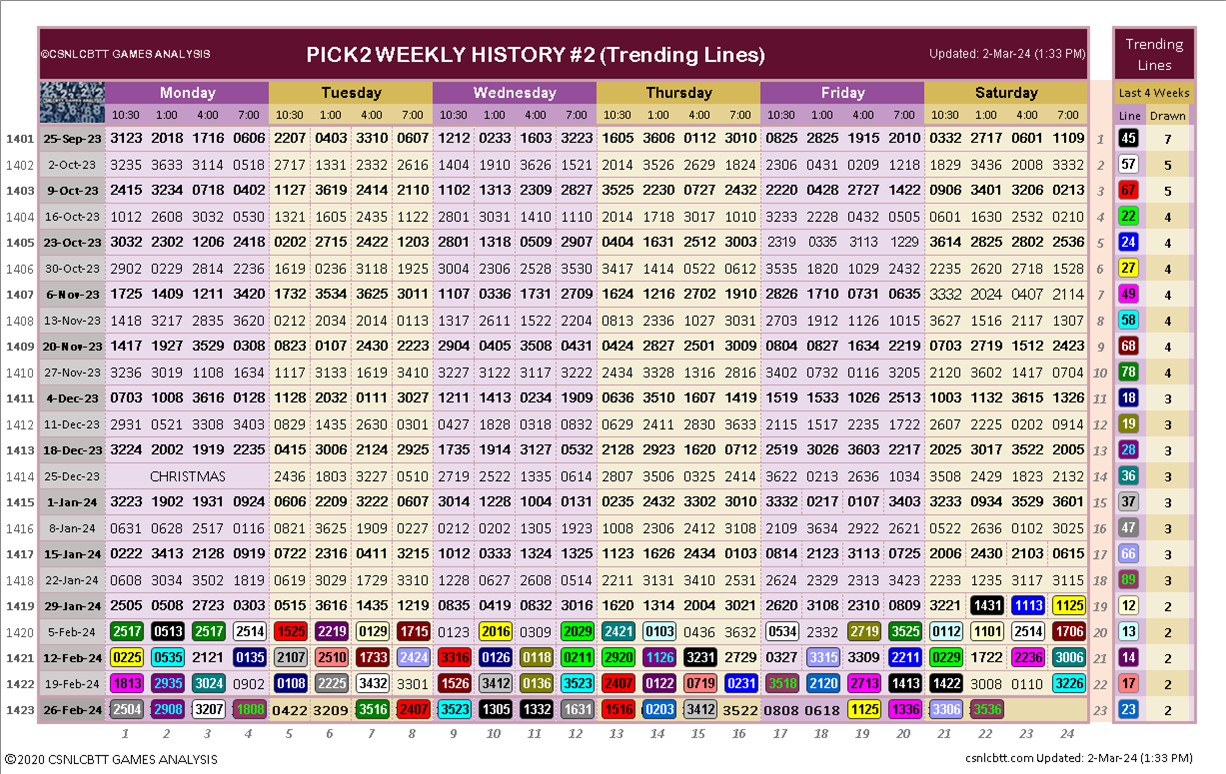 ©CSNLCBTT GAMES ANALYSIS PICK2 WEEKLY HISTORY #2 (Trending Lines) Updated: 2-Mar-24 (1:33 PM) Trending Lines
Monday Tuesday Wednesday Thursday Friday Saturday Last 4 Weeks
10:30 1:00 4:00 7:00 10:30 1:00 4:00 7:00 10:30 1:00 4:00 7:00 10:30 1:00 4:00 7:00 10:30 1:00 4:00 7:00 10:30 1:00 4:00 7:00 Line Drawn
1401 25-Sep-23 3123 2018 1716 0606 2207 0403 3310 0607 1212 0233 1603 3223 1605 3606 0112 3010 0825 2825 1915 2010 0332 2717 0601 1109 1 45 7
1402 2-Oct-23 3235 3633 3114 0518 2717 1331 2332 2616 1404 1910 3626 1521 2014 3526 2629 1824 2306 0431 0909 1218 1829 3436 2008 3332 2 57 5
1403 9-Oct-23 2415 3234 0718 0402 1127 3619 2414 2110 1102 1313 2309 2827 3525 2230 0727 2432 2220 0428 2727 1422 0906 3401 3206 0213 3 67 5
1404 16-Oct-23 1012 2608 3032 0530 1321 1605 2435 1122 2801 3031 1410 1110 2014 1718 3017 1010 3233 2228 0432 0505 0601 1630 2532 0210 4 22 4
1405 23-Oct-23 3032 2302 1206 2418 0202 2715 2422 1203 2801 1318 0509 2907 0404 1631 2512 3003 2319 0335 3113 1229 3614 2825 2802 2536 5 24 4
1406 30-Oct-23 2902 0229 2814 2236 1619 0236 3118 1925 3004 2306 2528 3530 3417 1414 0522 0612 3535 1820 1029 2432 2235 2620 2718 1528 6 27 4
1407 6-Nov-23 1725 1409 1211 3420 1732 3534 3625 3011 1107 0336 1731 2709 1624 1216 2702 1910 2826 1710 0731 0635 3332 2024 0407 2114 7 49 4
1408 13-Nov-23 1418 3217 2835 3620 0212 2034 2014 0113 1317 2611 1522 2204 0813 2336 1027 3031 2703 1912 1126 1015 3627 1516 2117 1307 8 58 4
1409 20-Nov-23 1417 1927 3529 0308 0823 0107 2430 2223 2904 0405 3508 0431 0424 2827 2501 3009 0804 0827 1634 2219 0703 2719 1512 2423 9 68 4
1410 27-Nov-23 3236 3019 1108 1634 1117 3133 1619 3410 3227 3122 3117 3222 2434 3328 1316 2816 3402 0732 0116 3205 2120 3602 1417 0704 10 78 4
1411 4-Dec-23 0703 1008 3616 0128 1128 2032 0111 3027 1211 1413 0234 1909 0636 3510 1607 1419 1519 1533 1026 2513 1003 1132 3615 1326 11 18 3
1412 11-Dec-23 2931 0521 3308 3403 0829 1435 2630 0301 0427 1828 0318 0832 0629 2411 2830 3633 2115 1517 2235 1722 2607 2225 0202 0914 12 19 3
1413 18-Dec-23 3224 2002 1919 2235 0415 3006 2124 2923 1735 1914 3127 0532 2128 2923 1620 0712 2519 3026 3603 2217 2025 3017 3522 2005 13 28 3
1414 25-Dec-23 CHRISTMAS 2436 1803 3227 0513 2719 2522 1335 0614 2807 3506 0325 2414 3622 0213 2636 1034 3508 2429 1823 2132 14 36 3
1415 1-Jan-24 3223 1902 1931 0924 0606 2209 3222 0607 3014 1228 1004 0131 0235 2432 3302 3010 3332 0217 0107 3403 3233 0934 3529 3601 15 37 3
1416 8-Jan-24 0631 0628 2517 0116 0821 3625 1909 0227 0212 0202 1305 1923 1008 2306 2412 3108 2109 3634 2922 2621 0522 2636 0102 3025 16 47 3
1417 15-Jan-24 0222 3413 2128 0919 0722 2316 0411 3215 1012 0333 1324 1325 1123 1626 2434 0103 0814 2123 3113 0725 2006 2430 2103 0615 17 66 3
1418 22-Jan-24 0608 3034 3502 1819 0619 3029 1729 3310 1228 0627 2608 0514 2211 3131 3410 2531 2624 2329 2313 3423 2233 1235 3117 3115 18 89 3
1419 29-Jan-24 2505 0508 2723 0303 0515 3616 1435 1219 0835 0419 0832 3016 1620 1314 2004 3021 2620 3108 2310 0809 3221 1431 1113 1125 19 12 2
1420 5-Feb-24 2517 0513 2517 2514 1525 2219 0129 1715 0123 2016 0309 2029 2421 0103 0436 3632 0534 2332 2719 3525 0112 1101 2514 1706 20 13 2
1421 12-Feb-24 0225 0535 2121 0135 2107 2510 1733 2424 3316 0126 0118 0211 2920 1126 3231 2729 0327 3315 3309 2211 0229 1722 2236 3006 21 14 2
1422 19-Feb-24 1813 2935 3024 0902 0108 2225 3432 3301 1526 3412 0136 3523 2407 0122 0719 0231 3518 2120 2713 1413 1422 3008 0110 3226 22 17 2
1423 26-Feb-24 2504 2908 3207 1808 0422 3209 3516 2407 3523 1305 1332 1631 1516 0203 3412 3522 0808 0618 1125 1336 3306 3536 23 23 2
1 2 3 4 5 6 7 8 9 10 11 12 13 14 15 16 17 18 19 20 21 22 23 24
©2020 CSNLCBTT GAMES ANALYSIS csnlcbtt.com Updated: 2-Mar-24 (1:33 PM)